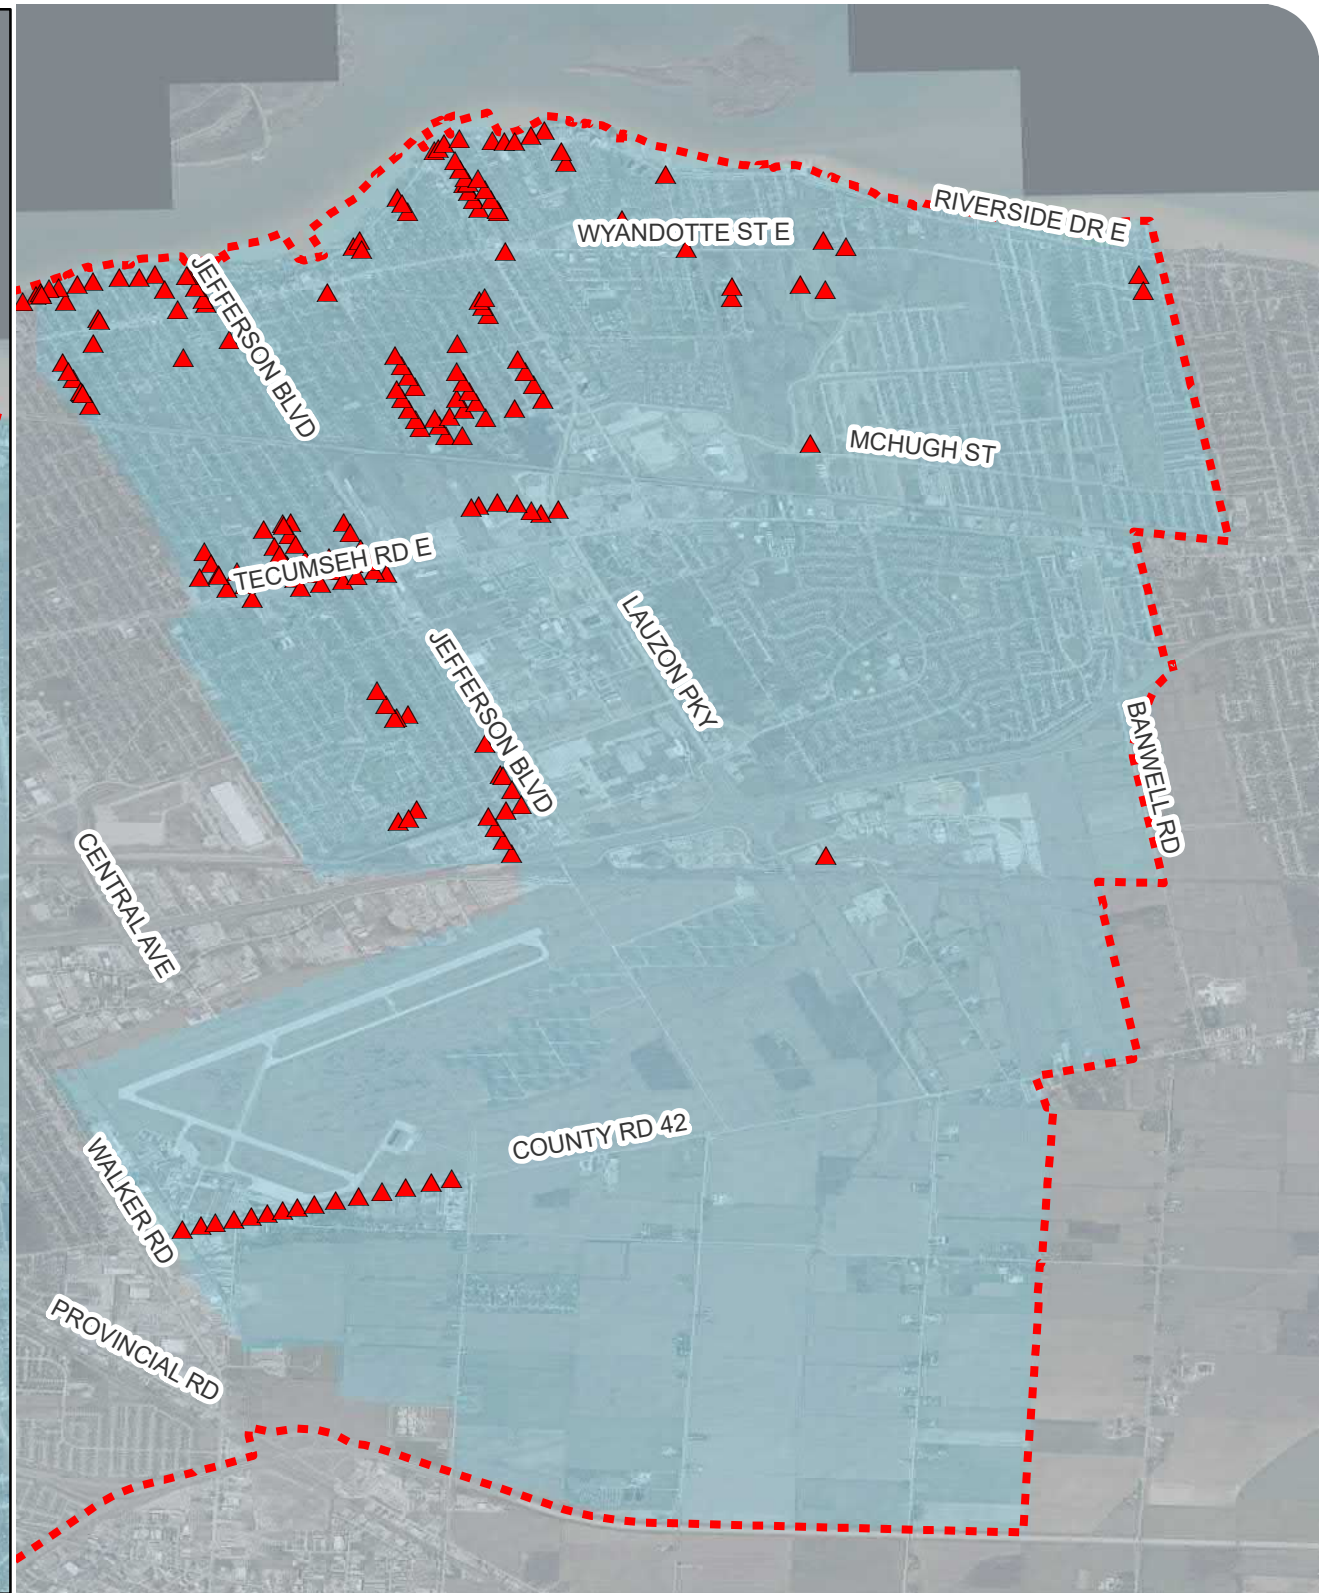 RIVERSIDE DR E
WYANDOTTE ST E
JEFFERSON BLVD
MCHUGH ST
TECUMSEH RD E
LAUZON PKY
JEFFERSON BLVD
BANWELL RD
CENTRAL AVE
COUNTY RD 42
WALKER RD
PROVINCIAL RD